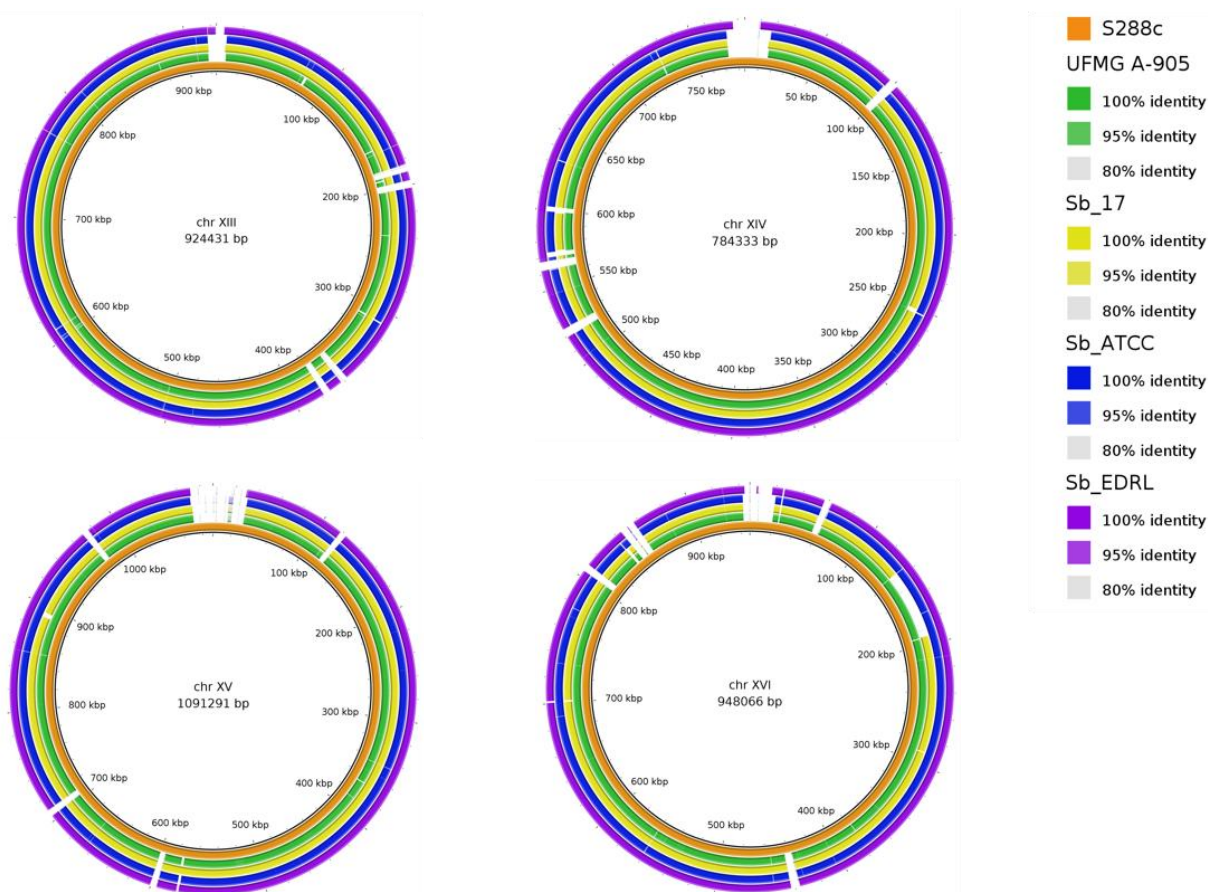 900 kbp
100 kbp
800 kbp
200 kbp
700 kbp
chr XIII
924431 bp
300 kbp
600 kbp
400 kbp
500 kbp
750 kbp
50 kbp
700 kbp
100 kbp
650 kbp
150 kbp
600 kbp
chr XIV
784333 bp
200 kbp
550 kbp
250 kbp
500 kbp
300 kbp
450 kbp
400 kbp
350 kbp
1000 kbp
100 kbp
900 kbp
200 kbp
800 kbp
chr XV
1091291 bp
300 kbp
700 kbp
400 kbp
600 kbp
500 kbp
900 kbp
100 kbp
800 kbp
200 kbp
700 kbp
chr XVI
948066 bp
300 kbp
600 kbp
400 kbp
500 kbp
S288c
UFMG A-905
100% identity
95% identity
80% identity
Sb_17
100% identity
95% identity
80% identity
Sb_ATCC
100% identity
95% identity
80% identity
Sb_EDRL
100% identity
95% identity
80% identity